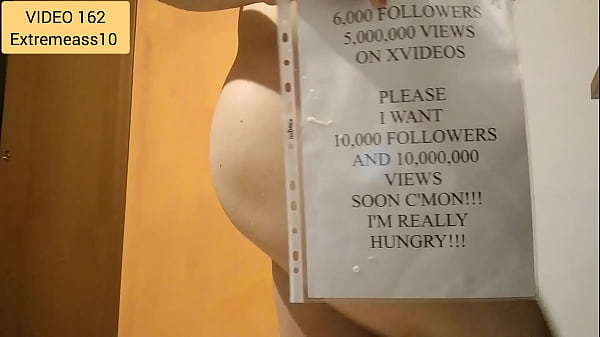 VIDEO 162
Extremeass10
6,000 FOLLOWERS
5,000,000 VIEWS
ON XVIDEOS
PLEASE
I WANT
10,000 FOLLOWERS
AND 10,000,000
VIEWS
SOON C'MON!!!
I'M REALLY
HUNGRY!!!